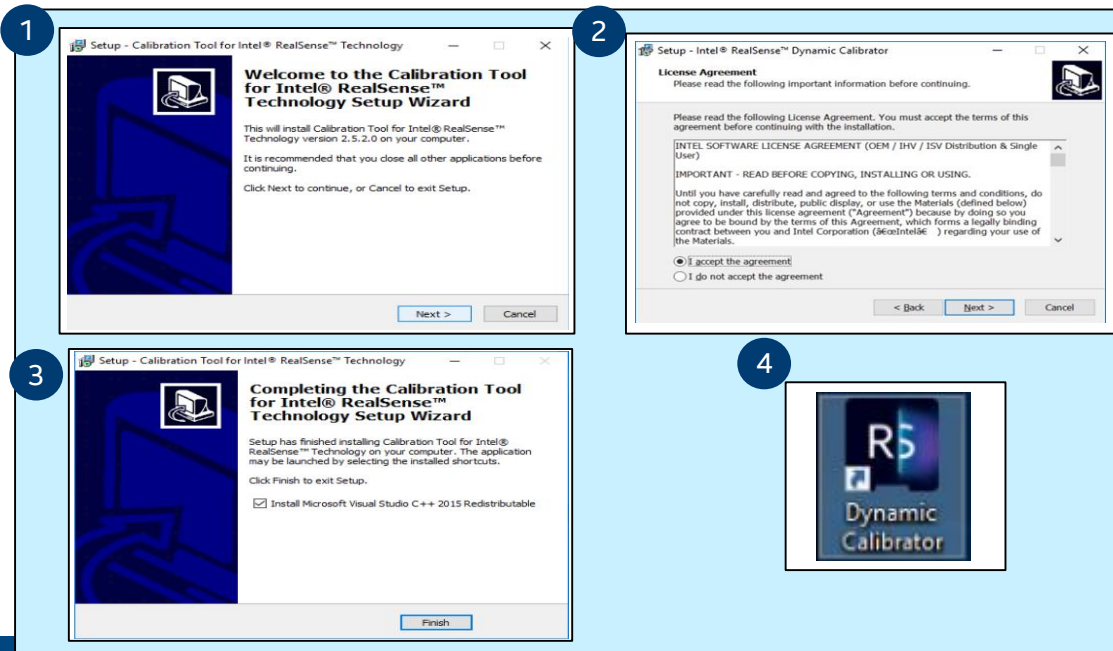 1
Setup - Calibration Tool for Intel® RealSense™ Technology
Welcome to the Calibration Tool
for Intel® RealSense™
Technology Setup Wizard
This will install Calibration Tool for Intel® RealSense™
Technology version 2.5.2.0 on your computer.
It is recommended that you close all other applications before
continuing.
Click Next to continue, or Cancel to exit Setup.
Next >
Cancel
2
Setup - Intel® RealSense™ Dynamic Calibrator
License Agreement
Please read the following important information before continuing.
Please read the following License Agreement. You must accept the terms of this
agreement before continuing with the installation.
INTEL SOFTWARE LICENSE AGREEMENT (OEM / IHV / ISV Distribution & Single
User)
IMPORTANT - READ BEFORE COPYING, INSTALLING OR USING.
Until you have carefully read and agreed to the following terms and conditions, do
not copy, install, distribute, public display, or use the Materials (defined below)
provided under this license agreement ("Agreement") because by doing so you
agree to be bound by the terms of this Agreement, which forms a legally binding
contract between you and Intel Corporation (â€œIntelâ€ ) regarding your use of
the Materials.
I accept the agreement
I do not accept the agreement
< Back
Next >
Cancel
3
Setup - Calibration Tool for Intel® RealSense™ Technology
Completing the Calibration Tool
for Intel® RealSense™
Technology Setup Wizard
Setup has finished installing Calibration Tool for Intel®
RealSense™ Technology on your computer. The application
may be launched by selecting the installed shortcuts.
Click Finish to exit Setup.
Install Microsoft Visual Studio C++ 2015 Redistributable
Finish
4
RS
Dynamic
Calibrator